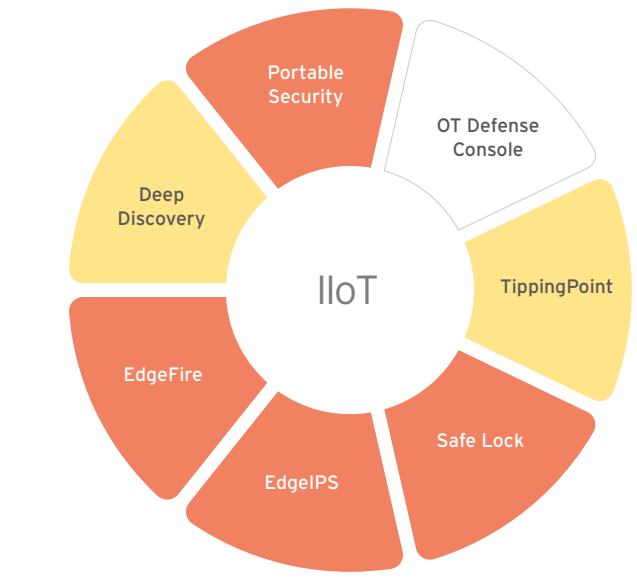 Portable
Security
OT Defense
Console
Deep
Discovery
TippingPoint
IIoT
EdgeFire
Safe Lock
EdgeIPS